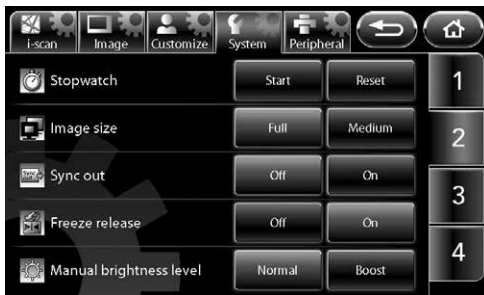 i-scan Image Customize System Peripheral
Stopwatch Start Reset 1
Image size Full Medium 2
Sync out Off On
3
Freeze release Off On
4
Manual brightness level Normal Boost